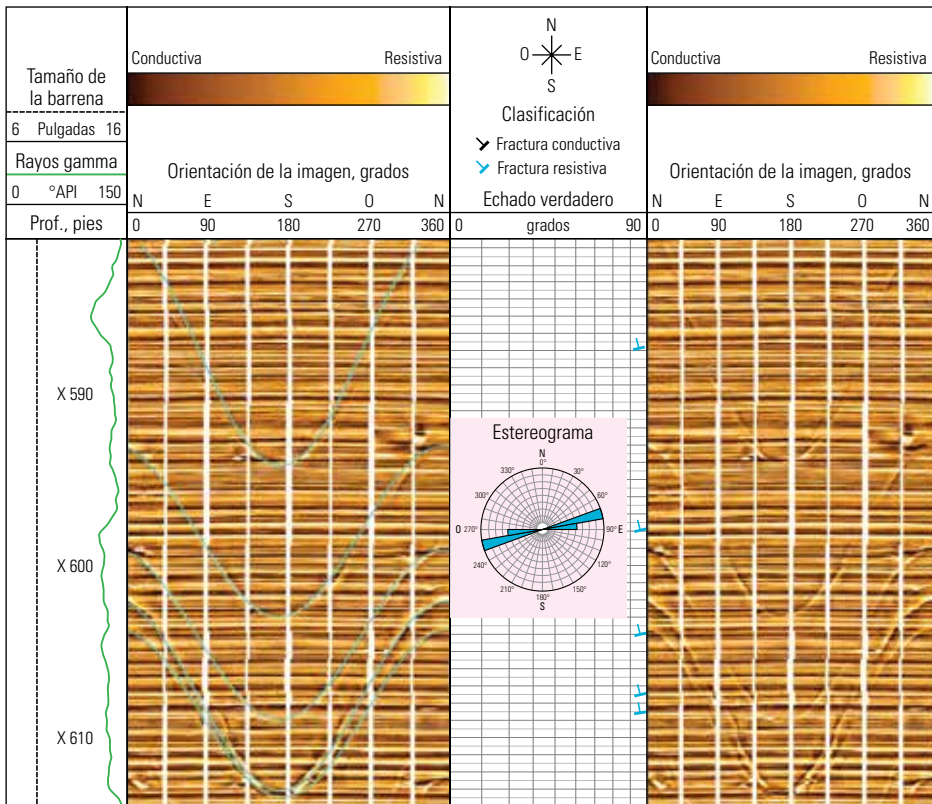 Tamaño de
la barrena
6 Pulgadas 16
Rayos gamma
0 °API 150
Prof., pies
Conductiva Resistiva
Orientación de la imagen, grados
N E S O N
0 90 180 270 360
N
O E
S
Clasificación
Fractura conductiva
Fractura resistiva
Echado verdadero
0 grados 90
Conductiva Resistiva
Orientación de la imagen, grados
N E S O N
0 90 180 270 360
X 590
X 600
X 610
Estereograma
N
0°
330° 30°
300° 60°
O 270° 90° E
240° 120°
210° 150°
180°
S